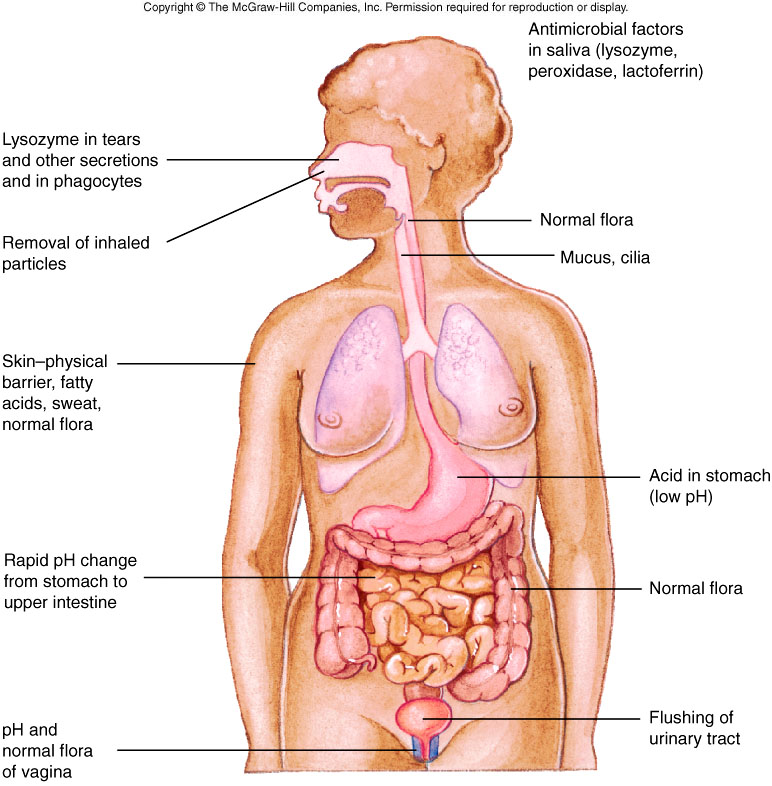 Copyright © The McGraw-Hill Companies, Inc. Permission required for reproduction or display.
Antimicrobial factors
in saliva (lysozyme,
peroxidase, lactoferrin)
Lysozyme in tears
and other secretions
and in phagocytes
Removal of inhaled
particles
Normal flora
Mucus, cilia
Skin–physical
barrier, fatty
acids, sweat,
normal flora
Acid in stomach
(low pH)
Rapid pH change
from stomach to
upper intestine
Normal flora
Flushing of
urinary tract
pH and
normal flora
of vagina